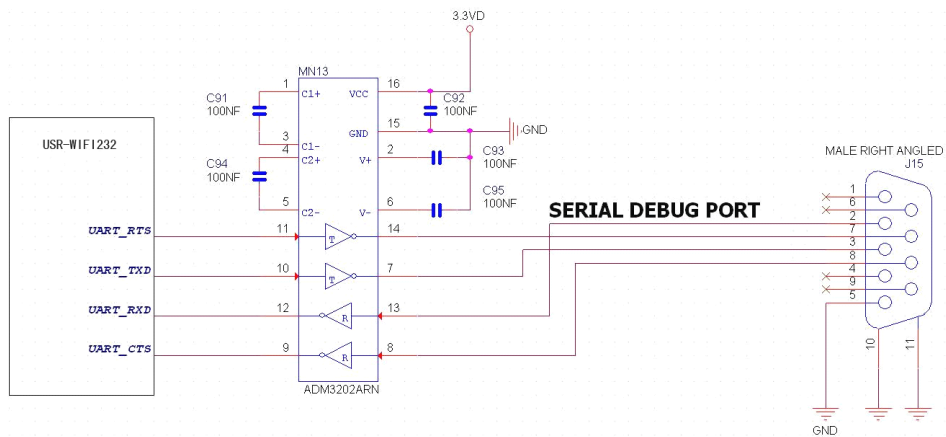 3.3VD
MN13
1 C1+ VCC 16
C91
100NF
C92
100NF
3 C1- GND 15 GND
4 C2+ V+ 2
C94
100NF
C93
100NF
5 C2- V- 6
C95
100NF
USR-WIFI232
UART_RTS 11 T 14
UART_TXD 10 T 7
UART_RXD 12 R 13
UART_CTS 9 R 8
ADM3202ARN
SERIAL DEBUG PORT
MALE RIGHT ANGLED
J15
1
6
2
7
3
8
4
9
5
10
11
GND